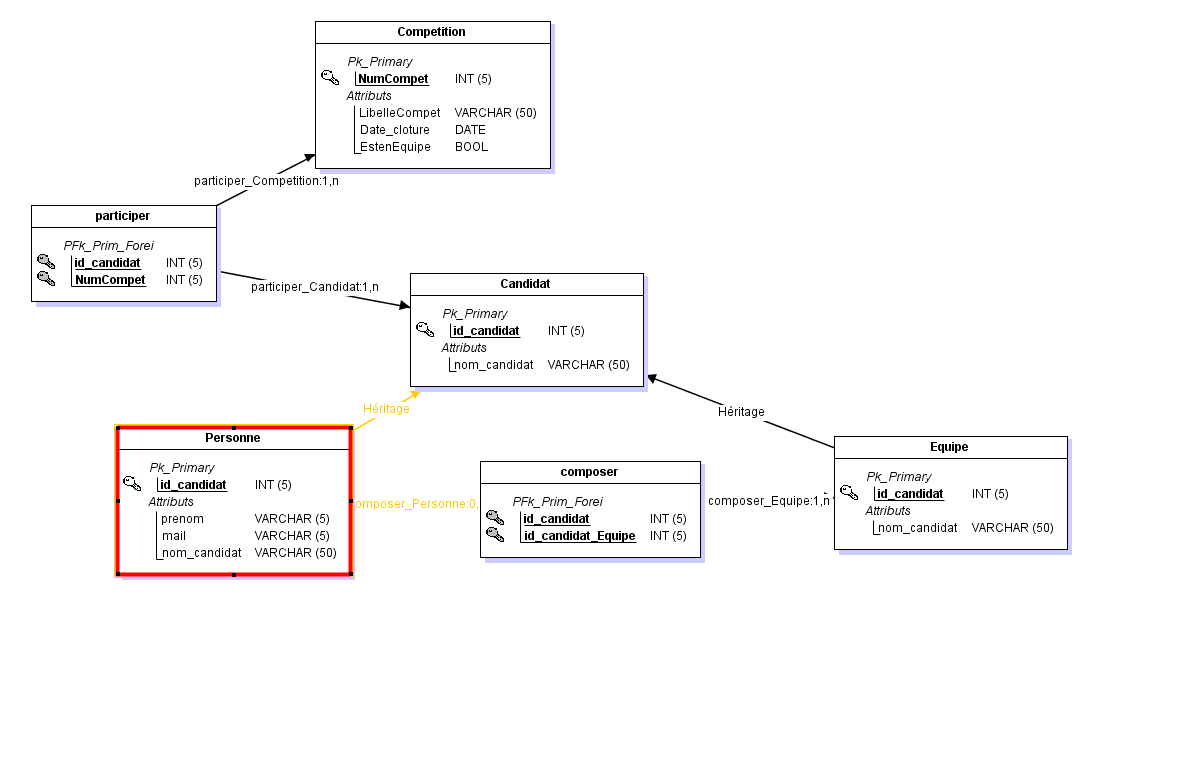 Competition
Pk_Primary
NumCompet INT (5)
Attributs
LibelleCompet VARCHAR (50)
Date_cloture DATE
EstenEquipe BOOL
participer_Competition:1,n
participer
PFk_Prim_Forei
id_candidat INT (5)
NumCompet INT (5)
participer_Candidat:1,n
Candidat
Pk_Primary
id_candidat INT (5)
Attributs
nom_candidat VARCHAR (50)
Héritage
Héritage
Personne
Pk_Primary
id_candidat INT (5)
Attributs
prenom VARCHAR (5)
mail VARCHAR (5)
nom_candidat VARCHAR (50)
omposer_Personne:0,
composer
PFk_Prim_Forei
id_candidat INT (5)
id_candidat_Equipe INT (5)
composer_Equipe:1,n
Equipe
Pk_Primary
id_candidat INT (5)
Attributs
nom_candidat VARCHAR (50)